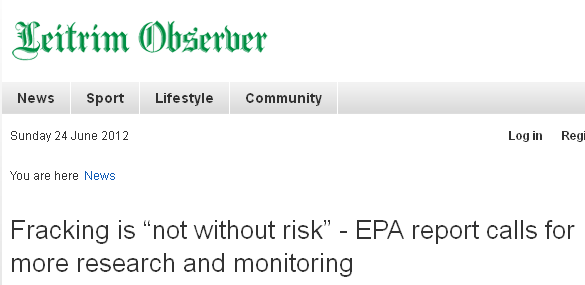 Leitrim Observer
News Sport Lifestyle Community
Sunday 24 June 2012 Log in Regi
You are here News
Fracking is “not without risk” - EPA report calls for
more research and monitoring